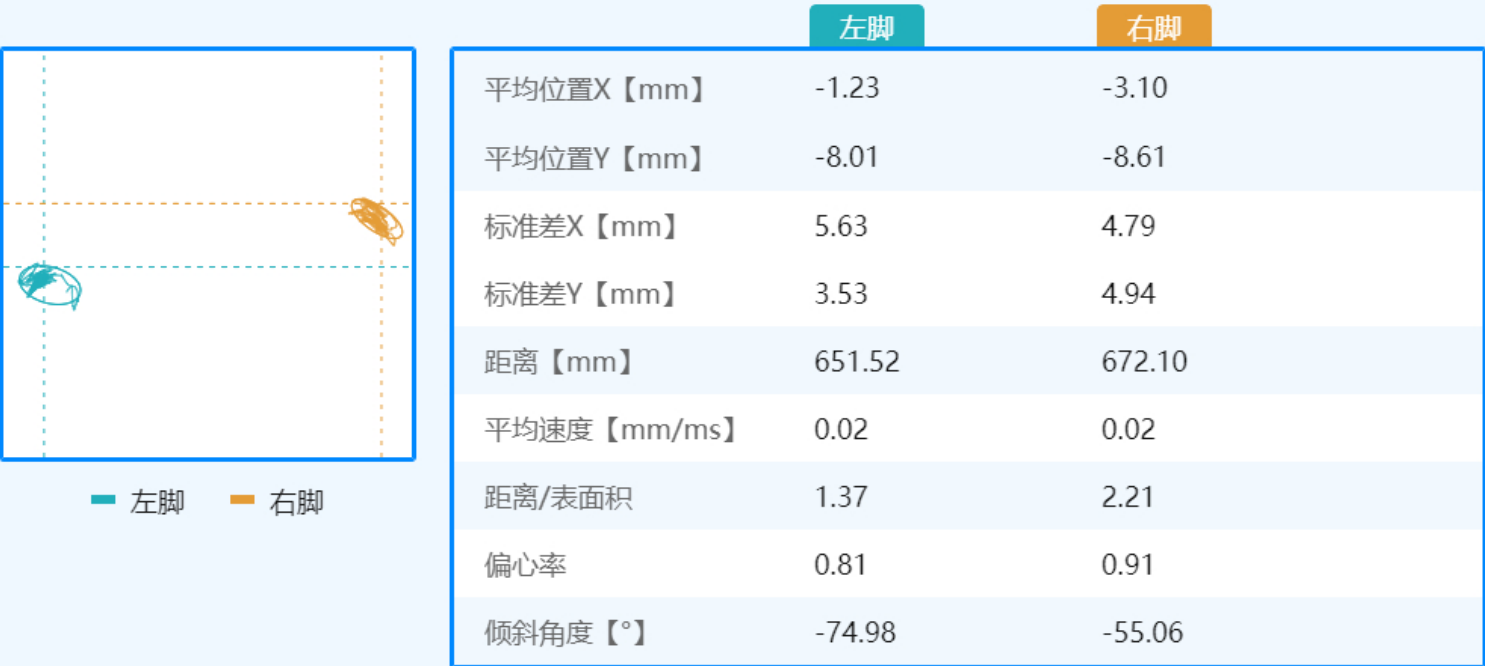 左脚 右脚
平均位置X【mm】 -1.23 -3.10
平均位置Y【mm】 -8.01 -8.61
标准差X【mm】 5.63 4.79
标准差Y【mm】 3.53 4.94
距离【mm】 651.52 672.10
平均速度【mm/ms】 0.02 0.02
距离/表面积 1.37 2.21
偏心率 0.81 0.91
倾斜角度【°】 -74.98 -55.06
左脚 右脚